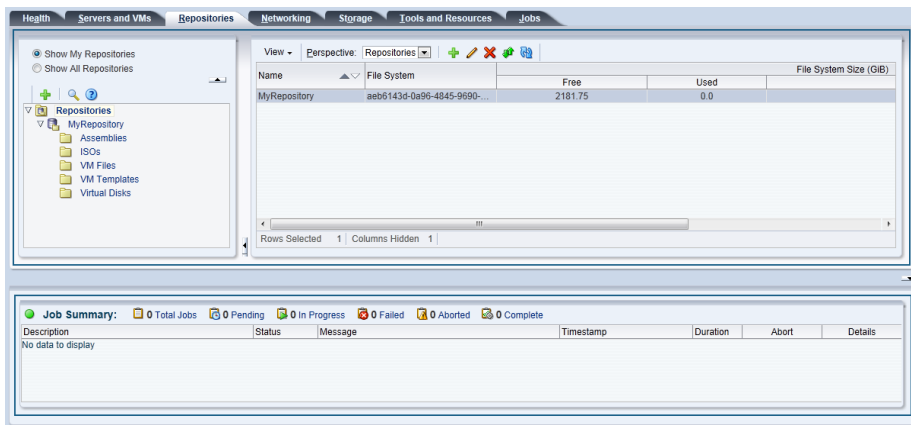 Health Servers and VMs Repositories Networking Storage Tools and Resources Jobs
Show My Repositories
Show All Repositories
Repositories
MyRepository
Assemblies
ISOs
VM Files
VM Templates
Virtual Disks
View Perspective: Repositories
Name File System File System Size (GiB)
Free Used
MyRepository aeb6143d-0a96-4845-9690-... 2181.75 0.0
Rows Selected 1 Columns Hidden 1
Job Summary: 0 Total Jobs 0 Pending 0 In Progress 0 Failed 0 Aborted 0 Complete
Description Status Message Timestamp Duration Abort Details
No data to display